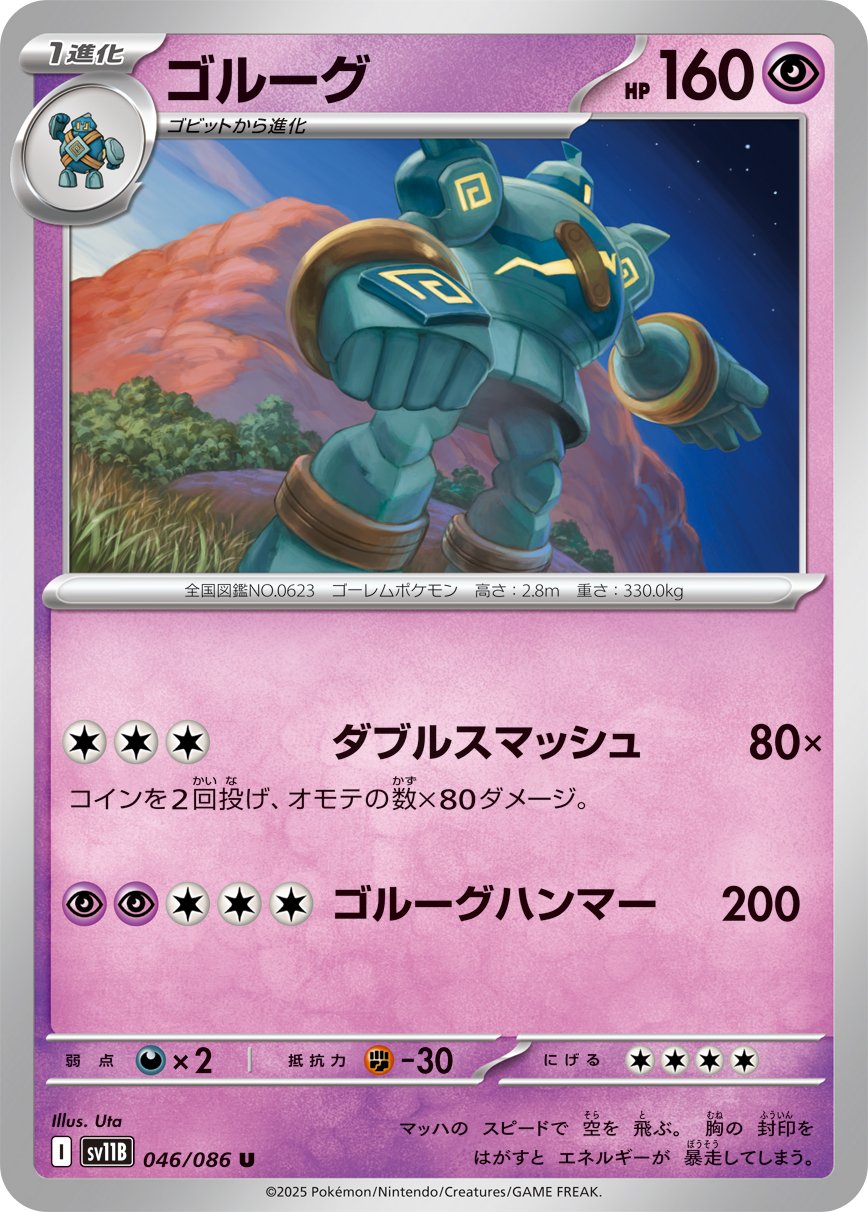 1進化
ゴルーグ
HP 160
ゴビットから進化
全国図鑑NO.0623 ゴーレムポケモン 高さ：2.8m 重さ：330.0kg
ダブルスマッシュ 80×
コインを2回投げ、オモテの数×80ダメージ。
ゴルーグハンマー 200
弱点 ×2 抵抗力 -30 にげる
Illus. Uta
マッハの スピードで 空を 飛ぶ。 胸の 封印を
はがすと エネルギーが 暴走してしまう。
I sv11B 046/086 U
©2025 Pokémon/Nintendo/Creatures/GAME FREAK.